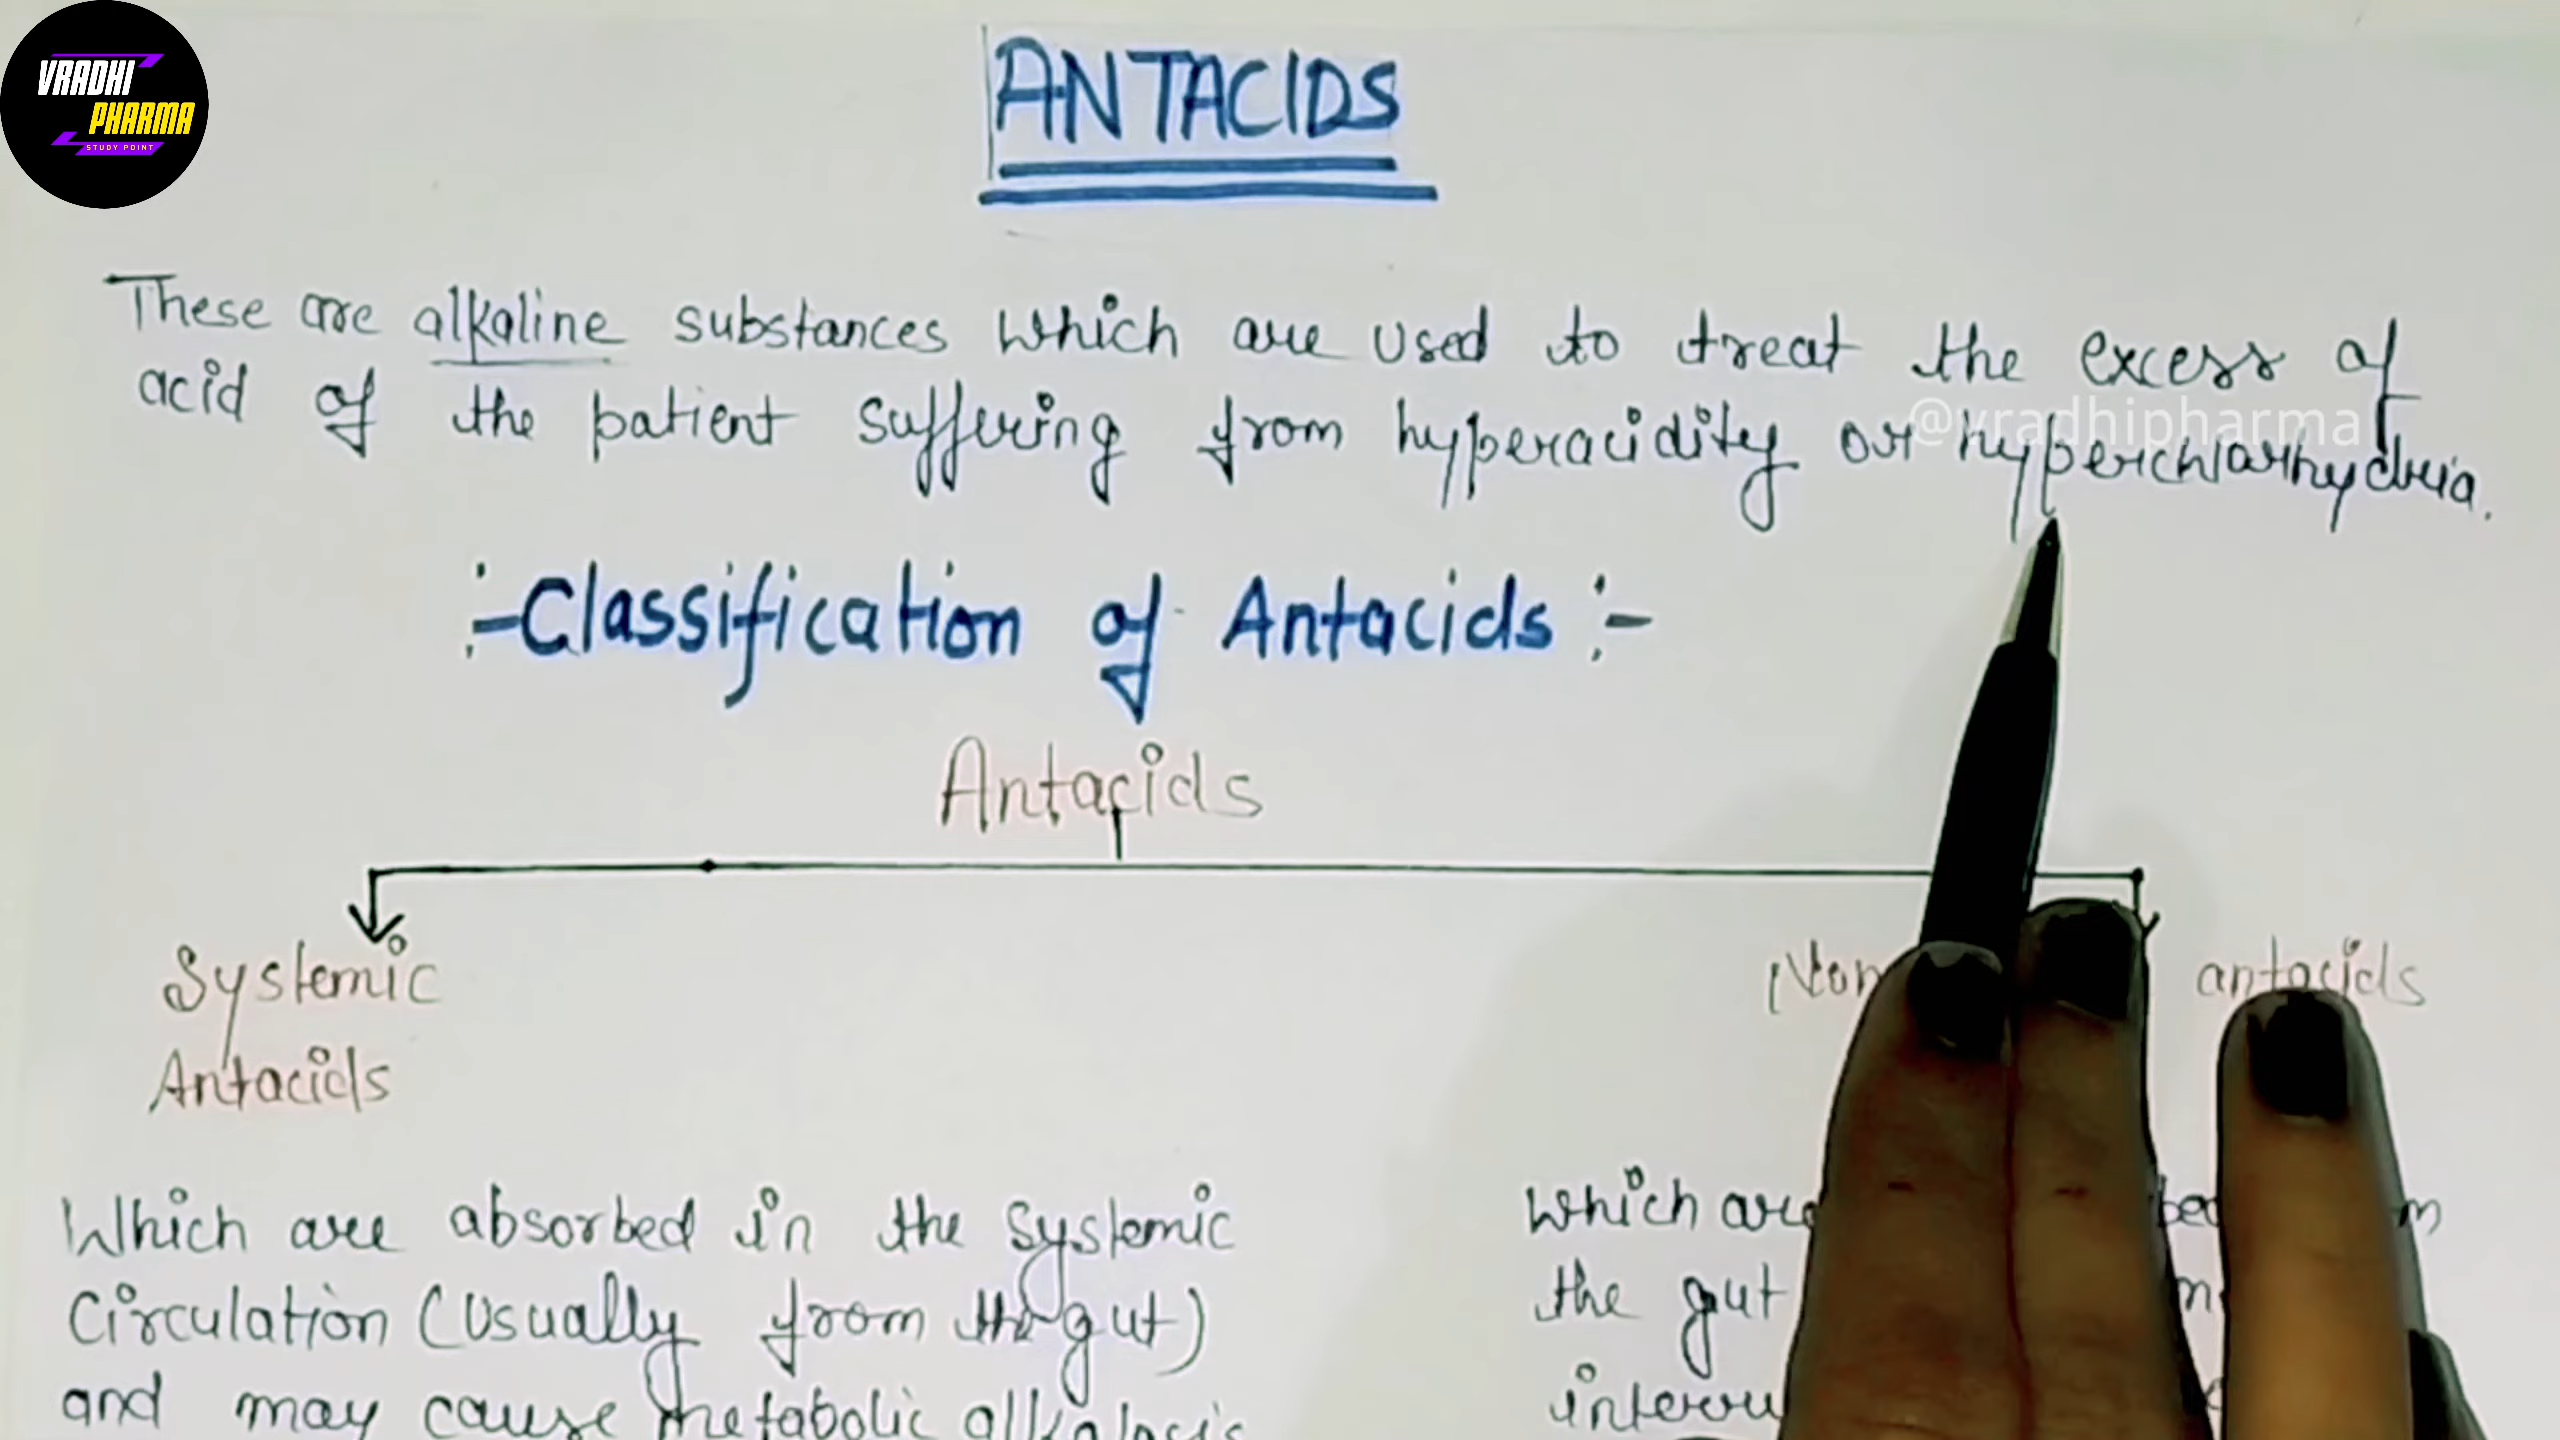 VRADHI
PHARMA
STUDY POINT
ANTACIDS
These are alkaline substances which are used to treat the excess of
acid of the patient suffering from hyperacidity or hyperchlorhydria.
@vradhipharma
:-Classification of Antacids:-
Antacids
Systemic
Antacids
Non antacids
Which are absorbed in the systemic
Circulation (Usually from the gut)
and may cause metabolic alkalosis
Which are
the gut